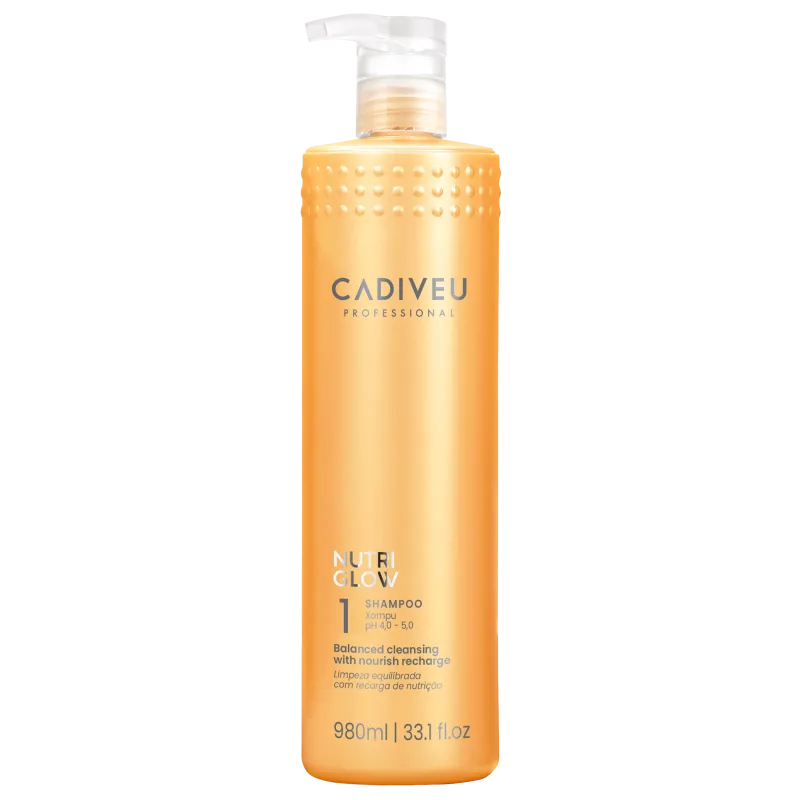 CADIVEU
PROFESSIONAL
NUTRI
GLOW
1 SHAMPOO
Xampu
pH 4,0 - 5,0
Balanced cleansing
with nourish recharge
Limpeza equilibrada
com recarga de nutrição
980ml | 33.1 fl.oz